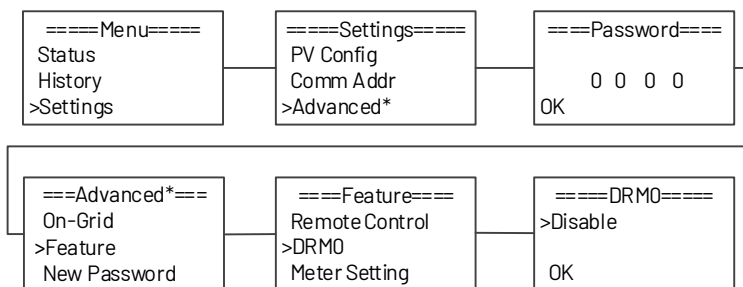 =====Menu=====
Status
History
>Settings
=====Settings=====
PV Config
Comm Addr
>Advanced*
====Password====
0 0 0 0
OK
===Advanced*===
On-Grid
>Feature
New Password
====Feature====
Remote Control
>DRM0
Meter Setting
=====DRM0=====
>Disable
OK